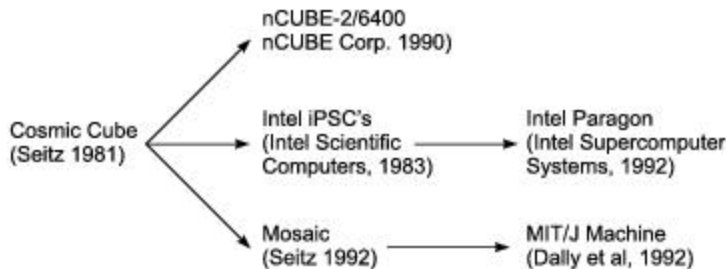 nCUBE-2/6400
nCUBE Corp. 1990)
Cosmic Cube
(Seitz 1981)
Intel iPSC's
(Intel Scientific
Computers, 1983)
Intel Paragon
(Intel Supercomputer
Systems, 1992)
Mosaic
(Seitz 1992)
MIT/J Machine
(Dally et al, 1992)